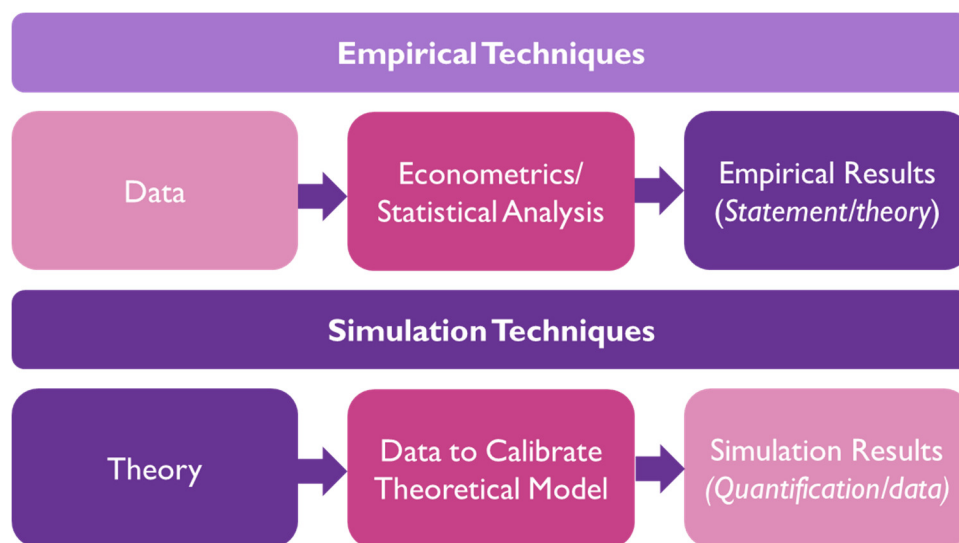 Empirical Techniques
Data
Econometrics/
Statistical Analysis
Empirical Results
(Statement/theory)
Simulation Techniques
Theory
Data to Calibrate
Theoretical Model
Simulation Results
(Quantification/data)